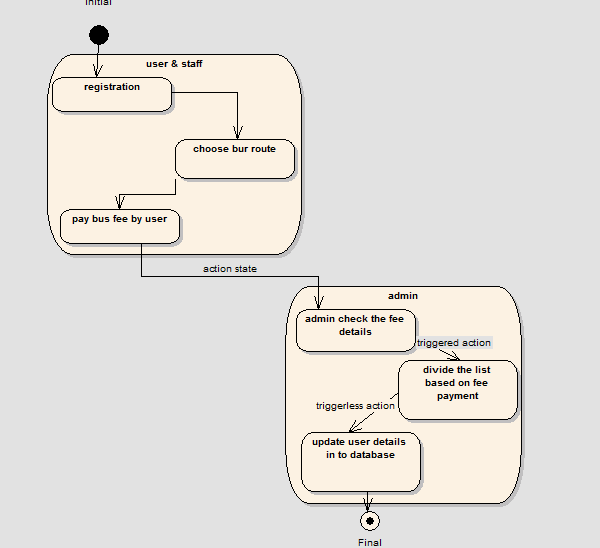 Initial
user & staff
registration
choose bur route
pay bus fee by user
action state
admin
admin check the fee
details
triggered action
divide the list
based on fee
payment
triggerless action
update user details
in to database
Final